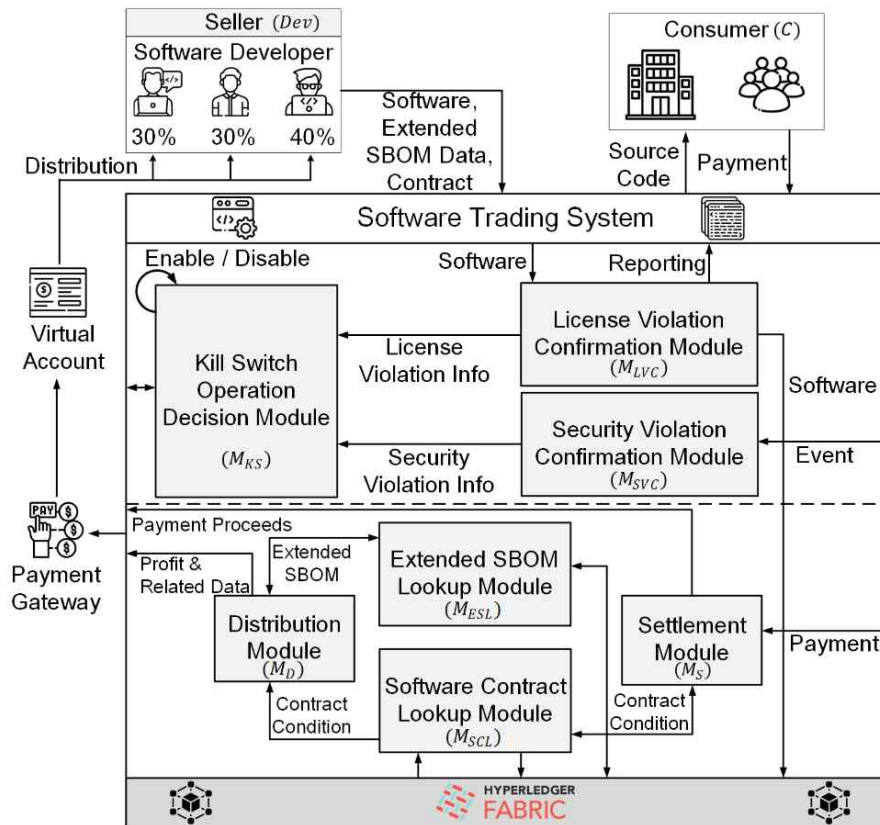 Seller (Dev)
Software Developer
30%
30%
40%
Distribution
Software,
Extended
SBOM Data,
Contract
Consumer (C)
Source
Code
Payment
Software Trading System
Enable / Disable
Software
Reporting
Virtual
Account
Kill Switch
Operation
Decision Module
(M_KS)
License
Violation Info
License Violation
Confirmation Module
(M_LVC)
Software
Security
Violation Info
Security Violation
Confirmation Module
(M_SVC)
Event
PAY
Payment
Gateway
Payment Proceeds
Profit &
Related Data
Extended
SBOM
Extended SBOM
Lookup Module
(M_ESL)
Distribution
Module
(M_D)
Settlement
Module
(M_S)
Payment
Contract
Condition
Software Contract
Lookup Module
(M_SCL)
Contract
Condition
HYPERLEDGER
FABRIC